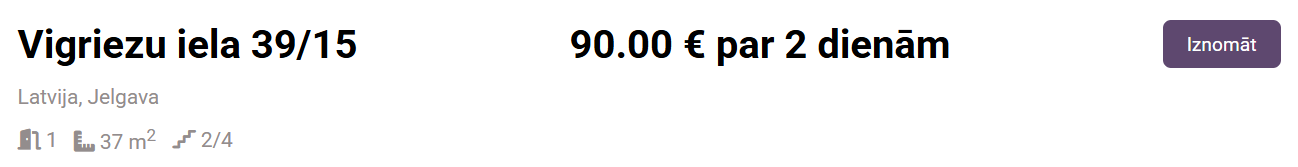 Vigriezu iela 39/15
90.00 € par 2 dienām
Iznomāt
Latvija, Jelgava
1 37 m² 2/4